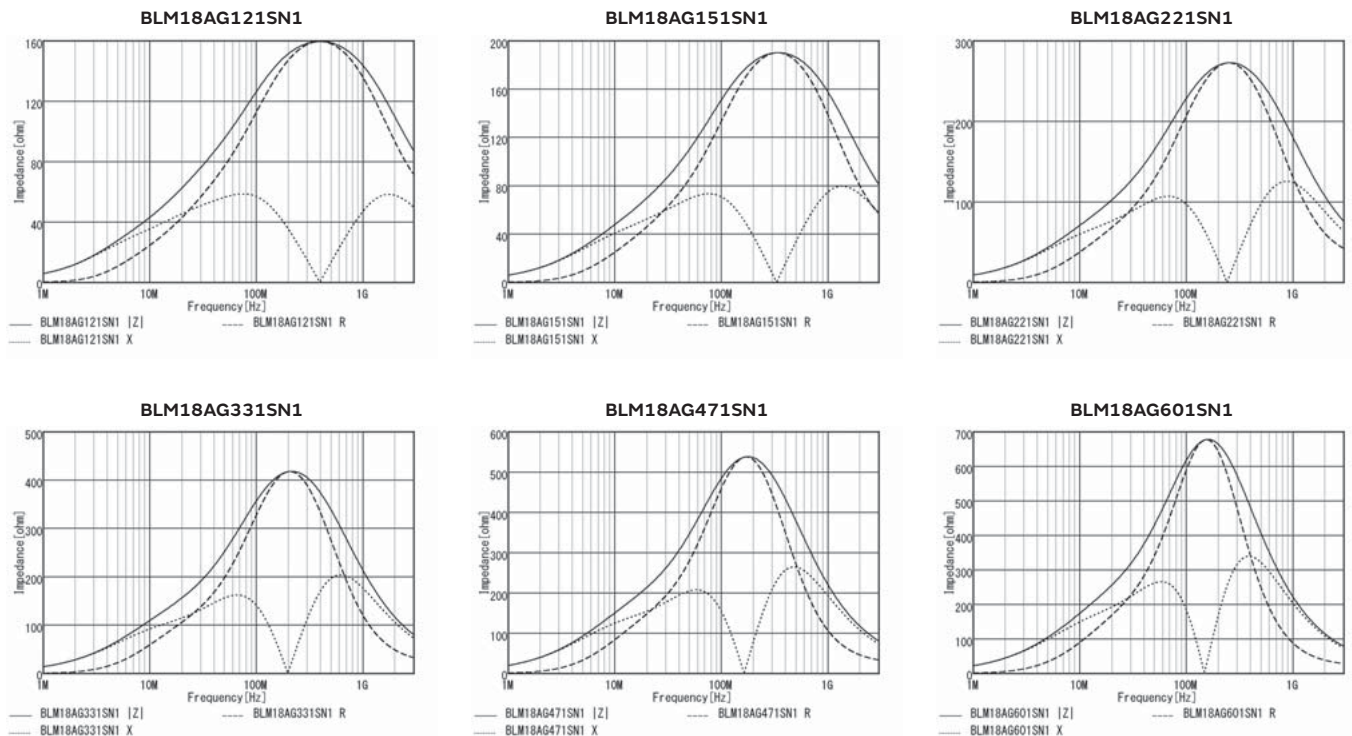 BLM18AG121SN1
Impedance[ohm]
160
120
80
40
0
1M
10M
100M
1G
Frequency[Hz]
BLM18AG121SN1 |Z|
BLM18AG121SN1 R
BLM18AG121SN1 X
BLM18AG151SN1
Impedance[ohm]
200
160
120
80
40
0
1M
10M
100M
1G
Frequency[Hz]
BLM18AG151SN1 |Z|
BLM18AG151SN1 R
BLM18AG151SN1 X
BLM18AG221SN1
Impedance[ohm]
300
200
100
0
1M
10M
100M
1G
Frequency[Hz]
BLM18AG221SN1 |Z|
BLM18AG221SN1 R
BLM18AG221SN1 X
BLM18AG331SN1
Impedance[ohm]
500
400
300
200
100
0
1M
10M
100M
1G
Frequency[Hz]
BLM18AG331SN1 |Z|
BLM18AG331SN1 R
BLM18AG331SN1 X
BLM18AG471SN1
Impedance[ohm]
600
500
400
300
200
100
0
1M
10M
100M
1G
Frequency[Hz]
BLM18AG471SN1 |Z|
BLM18AG471SN1 R
BLM18AG471SN1 X
BLM18AG601SN1
Impedance[ohm]
700
600
500
400
300
200
100
0
1M
10M
100M
1G
Frequency[Hz]
BLM18AG601SN1 |Z|
BLM18AG601SN1 R
BLM18AG601SN1 X